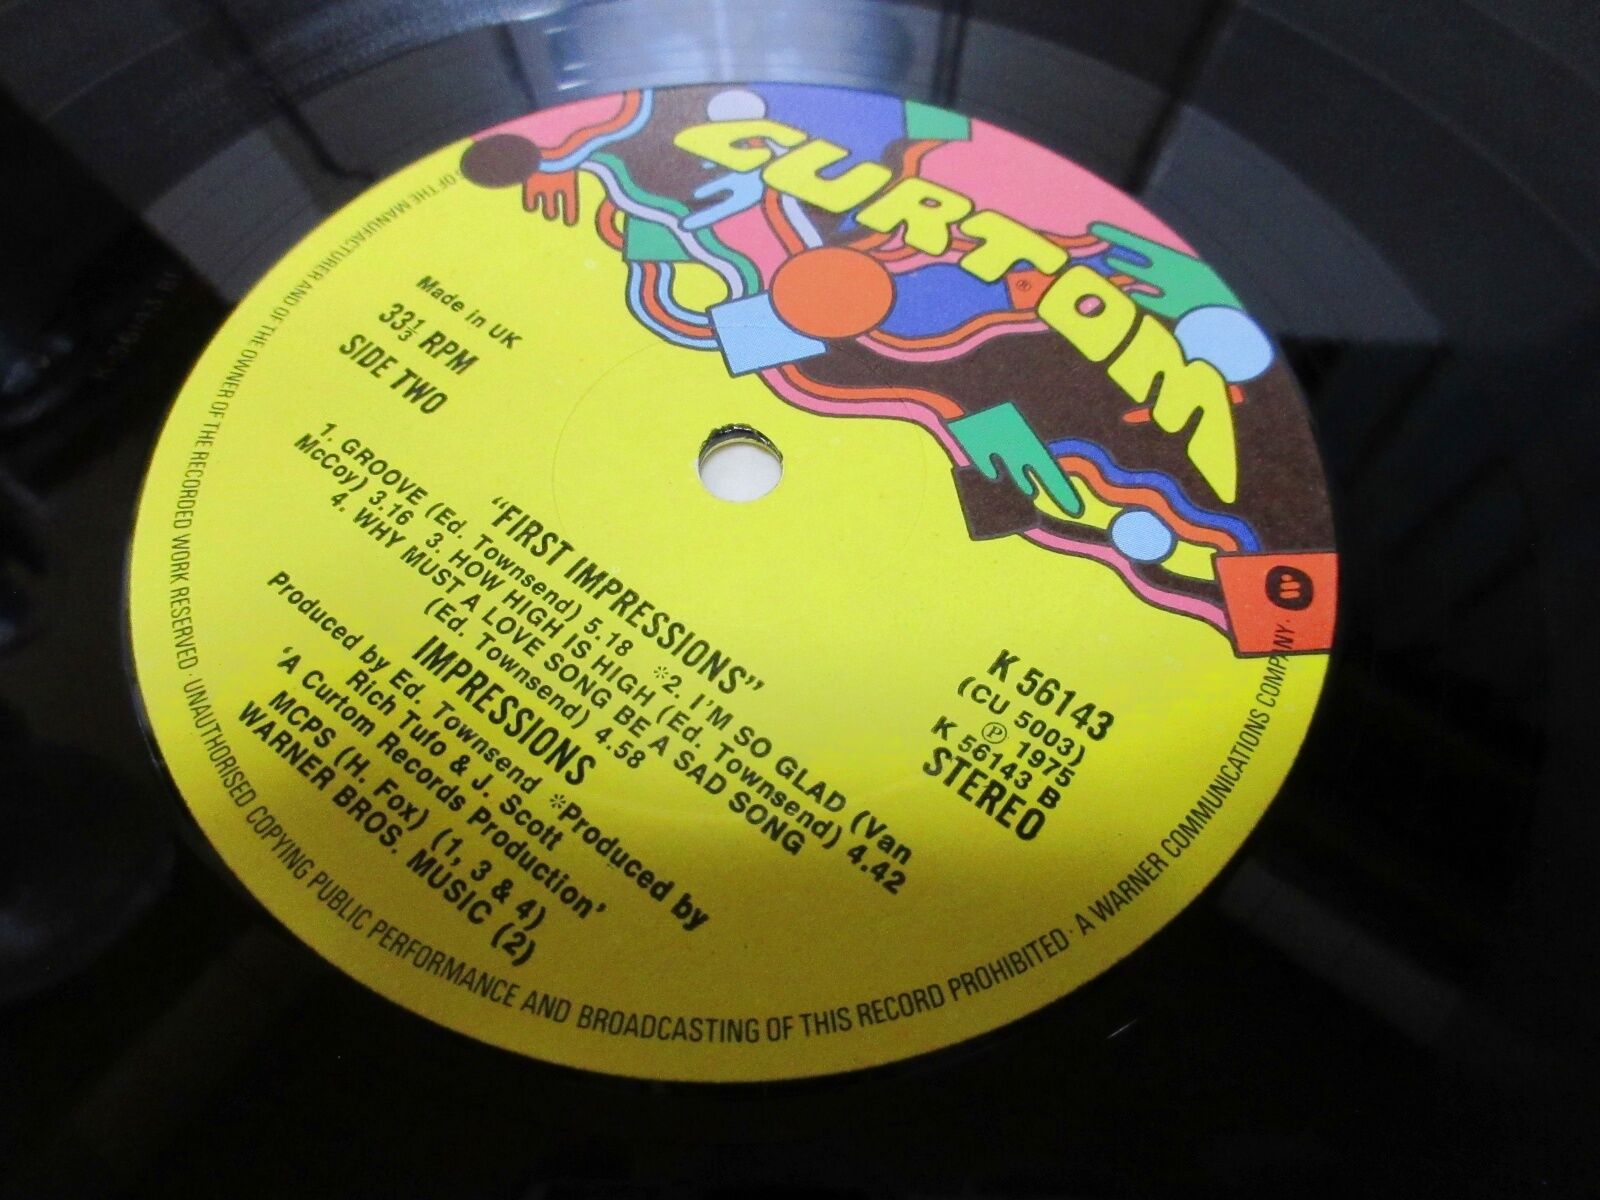 CURTOM
®
Made in UK
33⅓ RPM
SIDE TWO
K 56143
(CU 5003)
℗ 1975
K 56143 B
STEREO
"FIRST IMPRESSIONS"
1. GROOVE (Ed. Townsend) 5.18 *2. I'M SO GLAD (Van
McCoy) 3.16 3. HOW HIGH IS HIGH (Ed. Townsend) 4.42
4. WHY MUST A LOVE SONG BE A SAD SONG
(Ed. Townsend) 4.58
IMPRESSIONS
Produced by Ed. Townsend *Produced by
Rich Tufo & J. Scott
'A Curtom Records Production'
MCPS (H. Fox) (1, 3 & 4)
WARNER BROS. MUSIC (2)
OF THE MANUFACTURER AND OF THE OWNER OF THE RECORDED WORK RESERVED · UNAUTHORISED COPYING PUBLIC PERFORMANCE AND BROADCASTING OF THIS RECORD PROHIBITED · A WARNER COMMUNICATIONS COMPANY ·